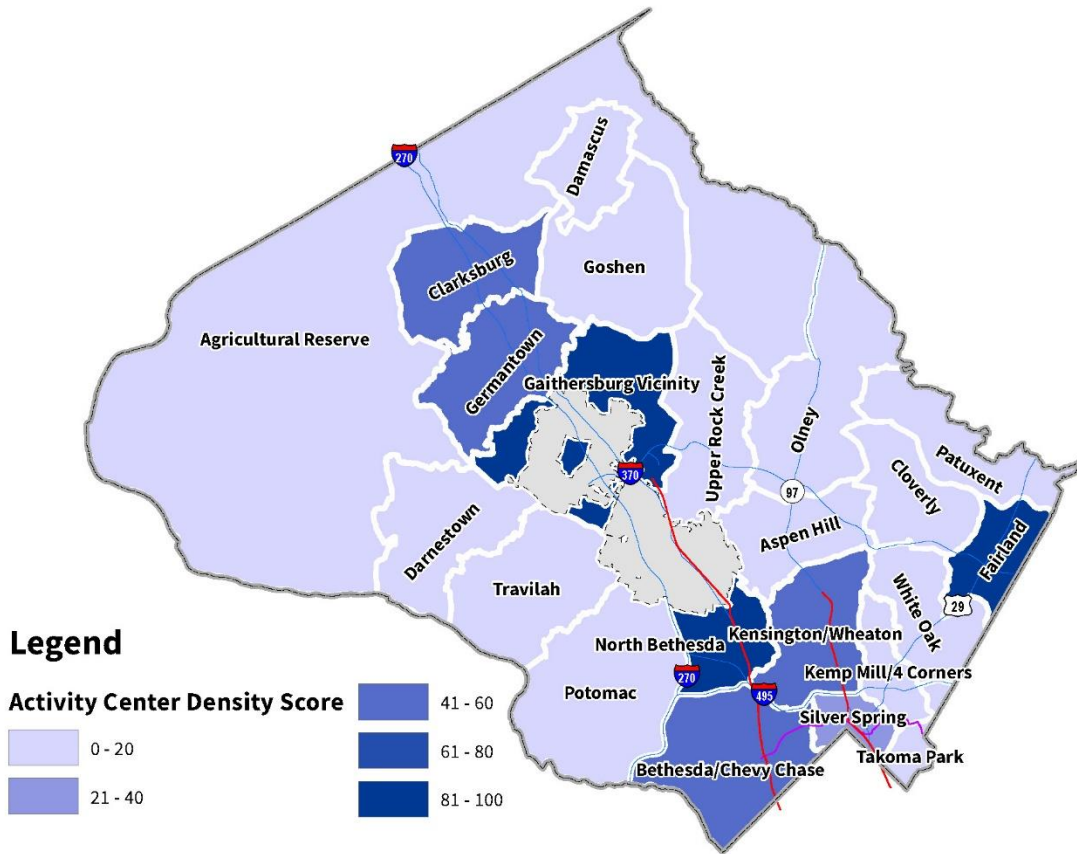 270
Damascus
Clarksburg
Goshen
Agricultural Reserve
Germantown
Gaithersburg Vicinity
Upper Rock Creek
Olney
Patuxent
Cloverly
370
97
Darnestown
Aspen Hill
Fairland
Travilah
White Oak
29
North Bethesda
Kensington/Wheaton
Kemp Mill/4 Corners
Potomac
270
495
Silver Spring
Takoma Park
Bethesda/Chevy Chase
Legend
Activity Center Density Score
0 - 20
21 - 40
41 - 60
61 - 80
81 - 100